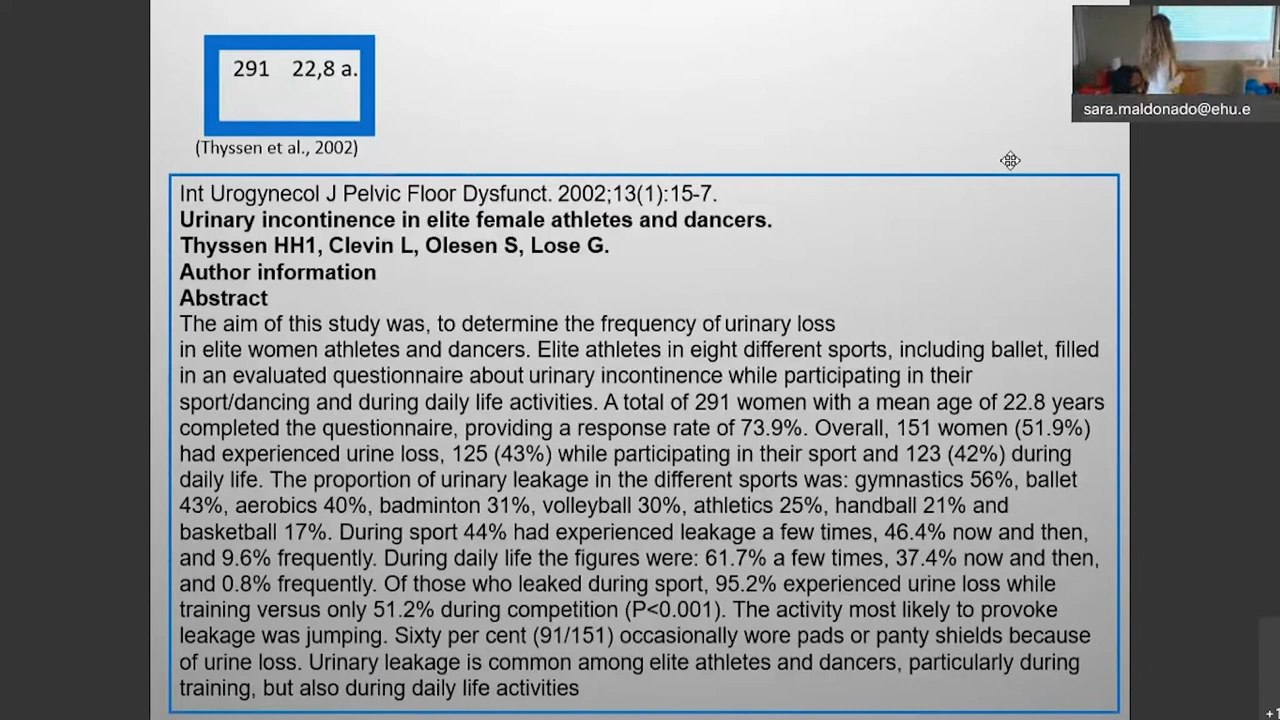 291 22,8 a.
(Thyssen et al., 2002)
sara.maldonado@ehu.e
Int Urogynecol J Pelvic Floor Dysfunct. 2002;13(1):15-7.
Urinary incontinence in elite female athletes and dancers.
Thyssen HH1, Clevin L, Olesen S, Lose G.
Author information
Abstract
The aim of this study was, to determine the frequency of urinary loss
in elite women athletes and dancers. Elite athletes in eight different sports, including ballet, filled
in an evaluated questionnaire about urinary incontinence while participating in their
sport/dancing and during daily life activities. A total of 291 women with a mean age of 22.8 years
completed the questionnaire, providing a response rate of 73.9%. Overall, 151 women (51.9%)
had experienced urine loss, 125 (43%) while participating in their sport and 123 (42%) during
daily life. The proportion of urinary leakage in the different sports was: gymnastics 56%, ballet
43%, aerobics 40%, badminton 31%, volleyball 30%, athletics 25%, handball 21% and
basketball 17%. During sport 44% had experienced leakage a few times, 46.4% now and then,
and 9.6% frequently. During daily life the figures were: 61.7% a few times, 37.4% now and then,
and 0.8% frequently. Of those who leaked during sport, 95.2% experienced urine loss while
training versus only 51.2% during competition (P<0.001). The activity most likely to provoke
leakage was jumping. Sixty per cent (91/151) occasionally wore pads or panty shields because
of urine loss. Urinary leakage is common among elite athletes and dancers, particularly during
training, but also during daily life activities